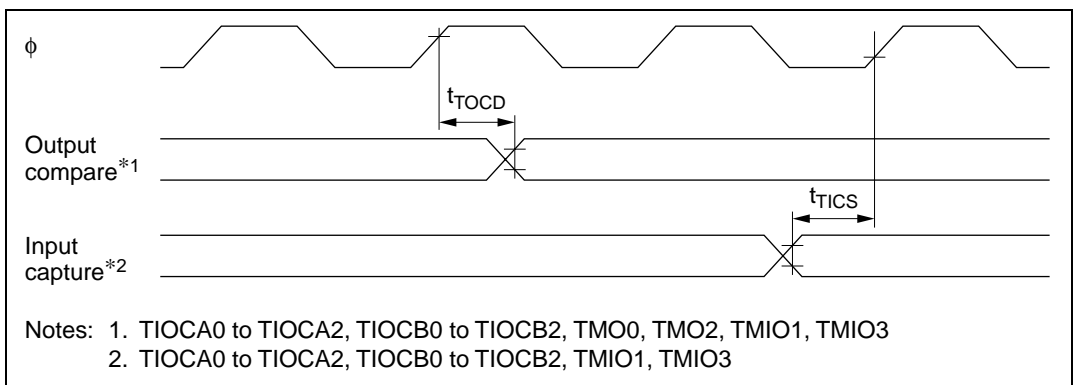 ϕ
tTOCD
Output
compare*1
tTICS
Input
capture*2
Notes: 1. TIOCA0 to TIOCA2, TIOCB0 to TIOCB2, TMO0, TMO2, TMIO1, TMIO3
2. TIOCA0 to TIOCA2, TIOCB0 to TIOCB2, TMIO1, TMIO3